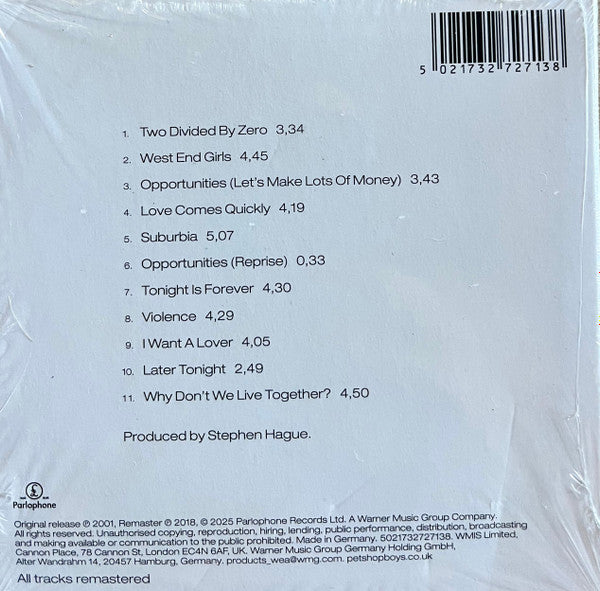 5 021732 727138
1. Two Divided By Zero 3,34
2. West End Girls 4,45
3. Opportunities (Let's Make Lots Of Money) 3,43
4. Love Comes Quickly 4,19
5. Suburbia 5,07
6. Opportunities (Reprise) 0,33
7. Tonight Is Forever 4,30
8. Violence 4,29
9. I Want A Lover 4,05
10. Later Tonight 2,49
11. Why Don't We Live Together? 4,50
Produced by Stephen Hague.
Parlophone
Original release ℗ 2001, Remaster ℗ 2018, © 2025 Parlophone Records Ltd. A Warner Music Group Company.
All rights reserved. Unauthorised copying, reproduction, hiring, lending, public performance, distribution, broadcasting
and making available or communication to the public prohibited. Made in Germany. 5021732727138. WMIS Limited,
Cannon Place, 78 Cannon St, London EC4N 6AF, UK. Warner Music Group Germany Holding GmbH,
Alter Wandrahm 14, 20457 Hamburg, Germany. products_wea@wmg.com. petshopboys.co.uk
All tracks remastered